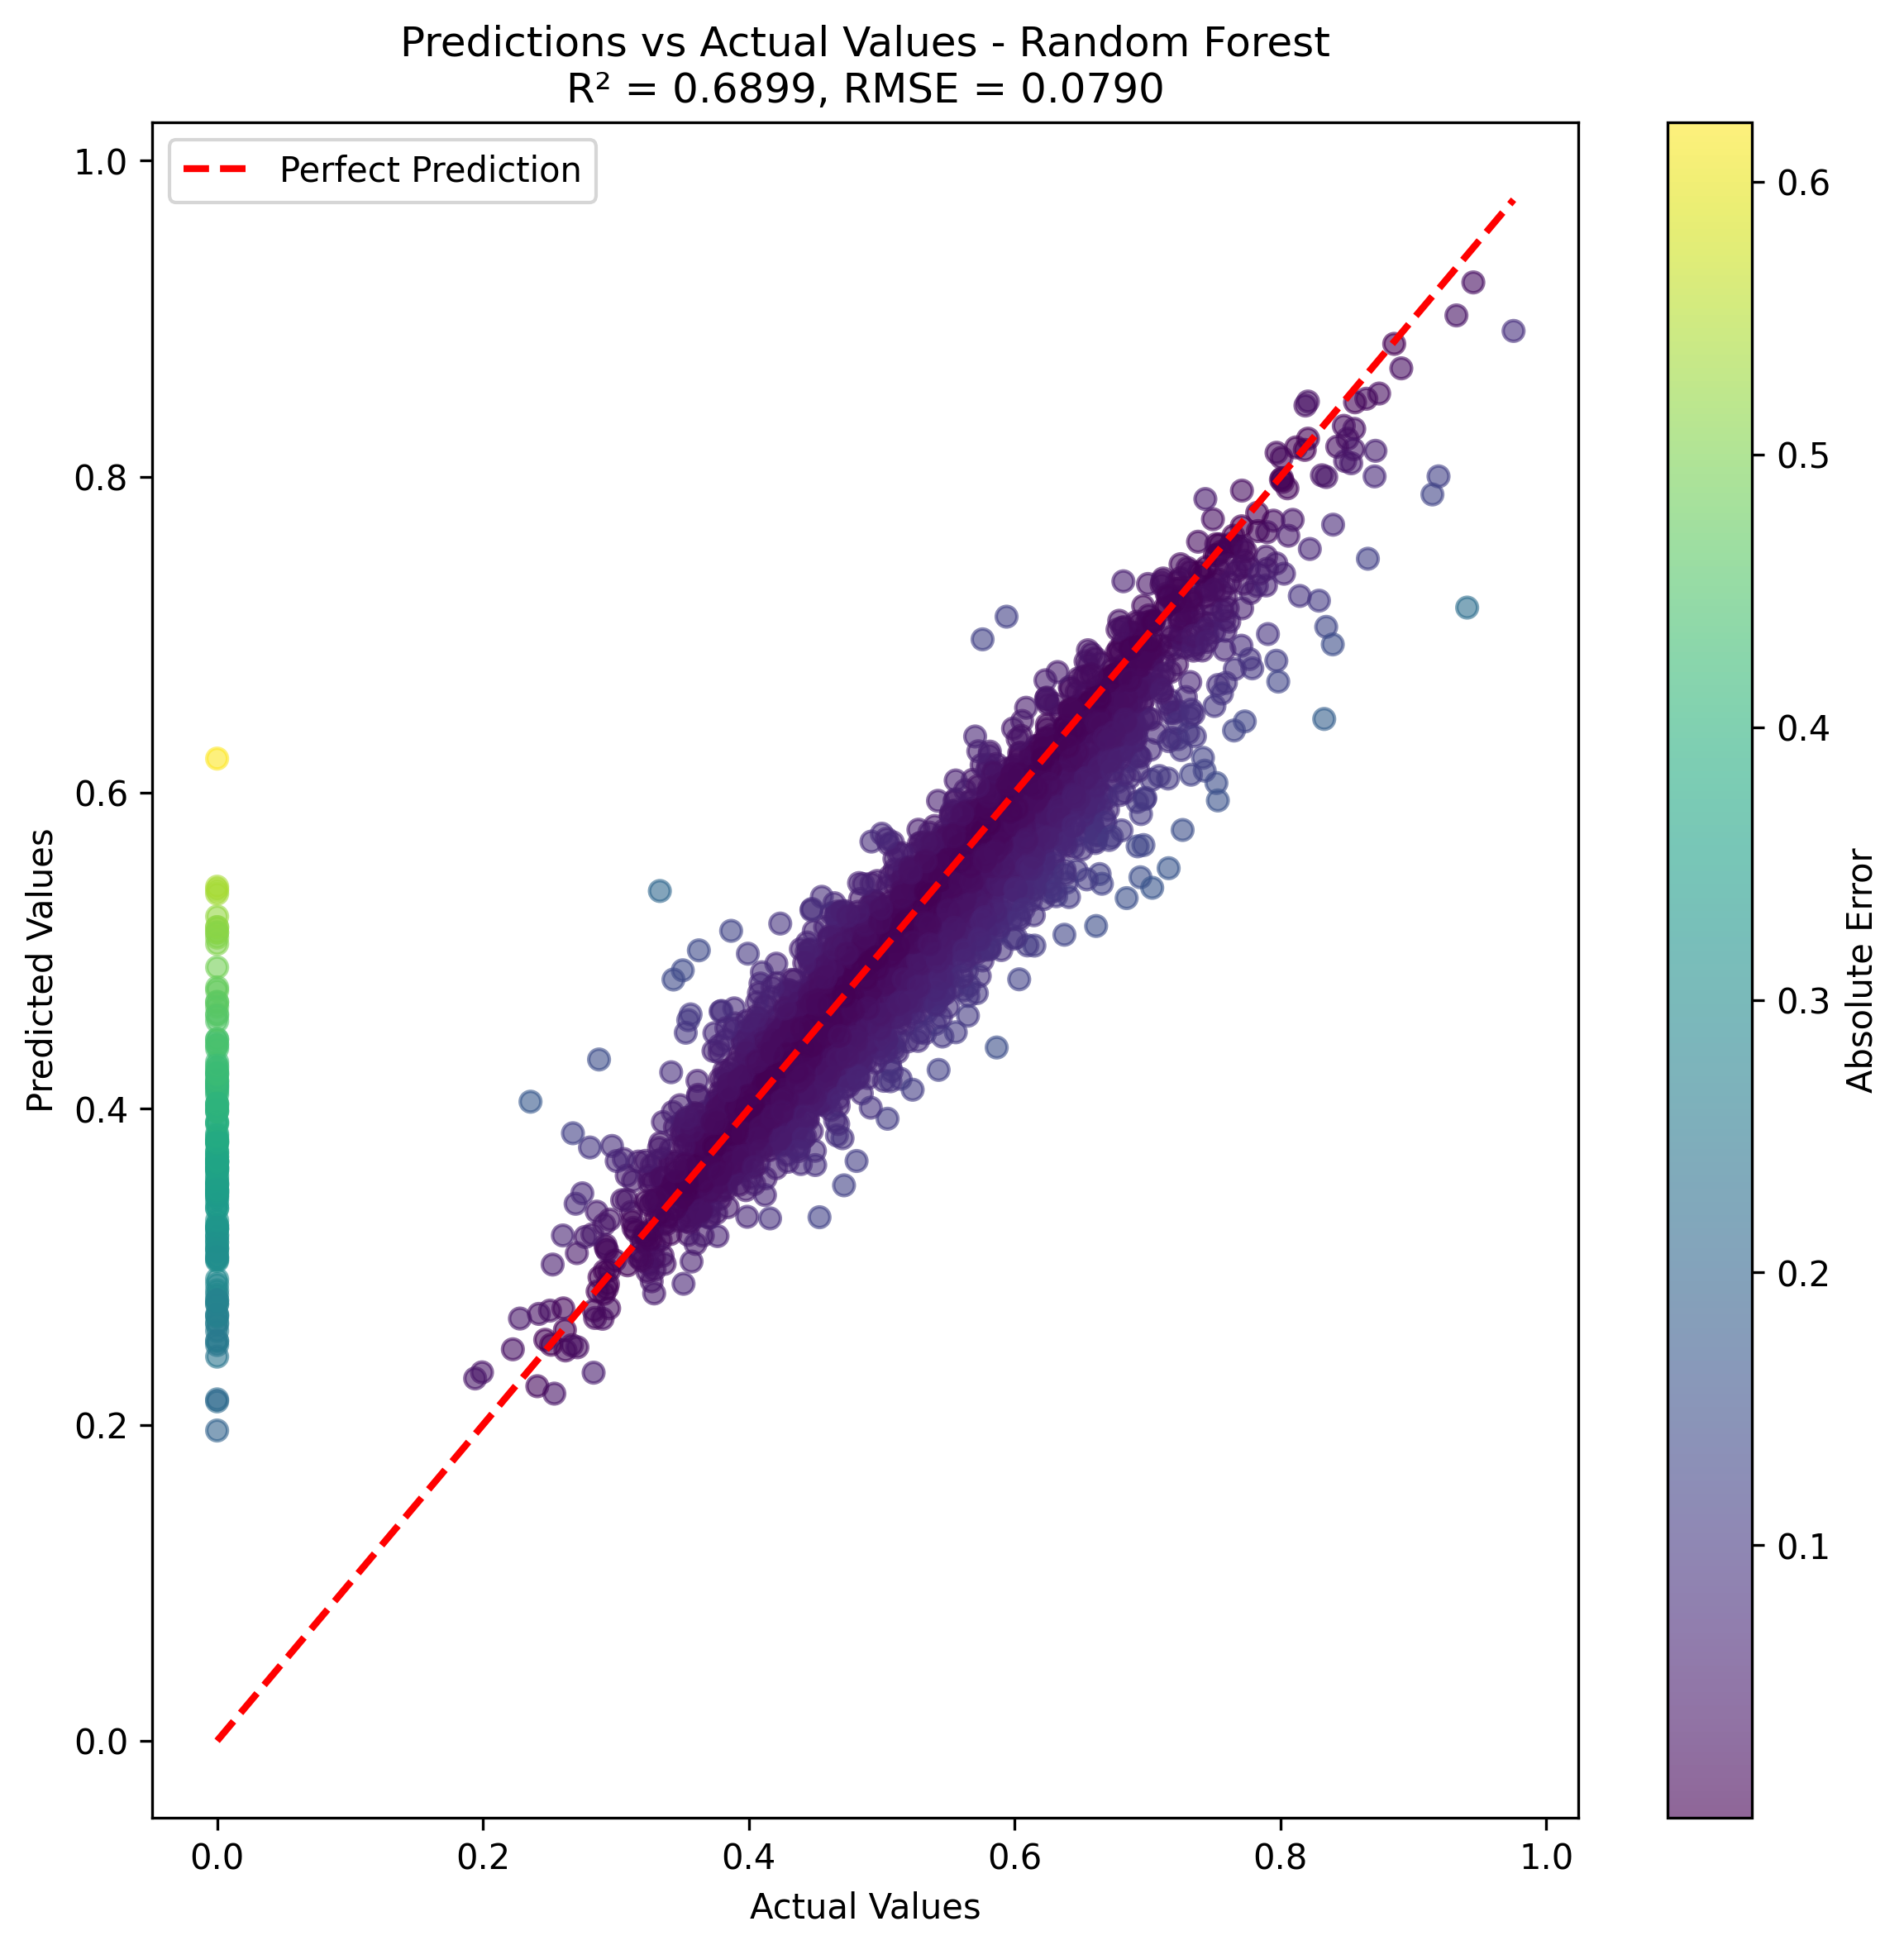 Predictions vs Actual Values - Random Forest
R² = 0.6899, RMSE = 0.0790
Perfect Prediction
1.0
0.8
0.6
0.4
0.2
0.0
Predicted Values
0.0 0.2 0.4 0.6 0.8 1.0
Actual Values
0.6
0.5
0.4
0.3
0.2
0.1
Absolute Error